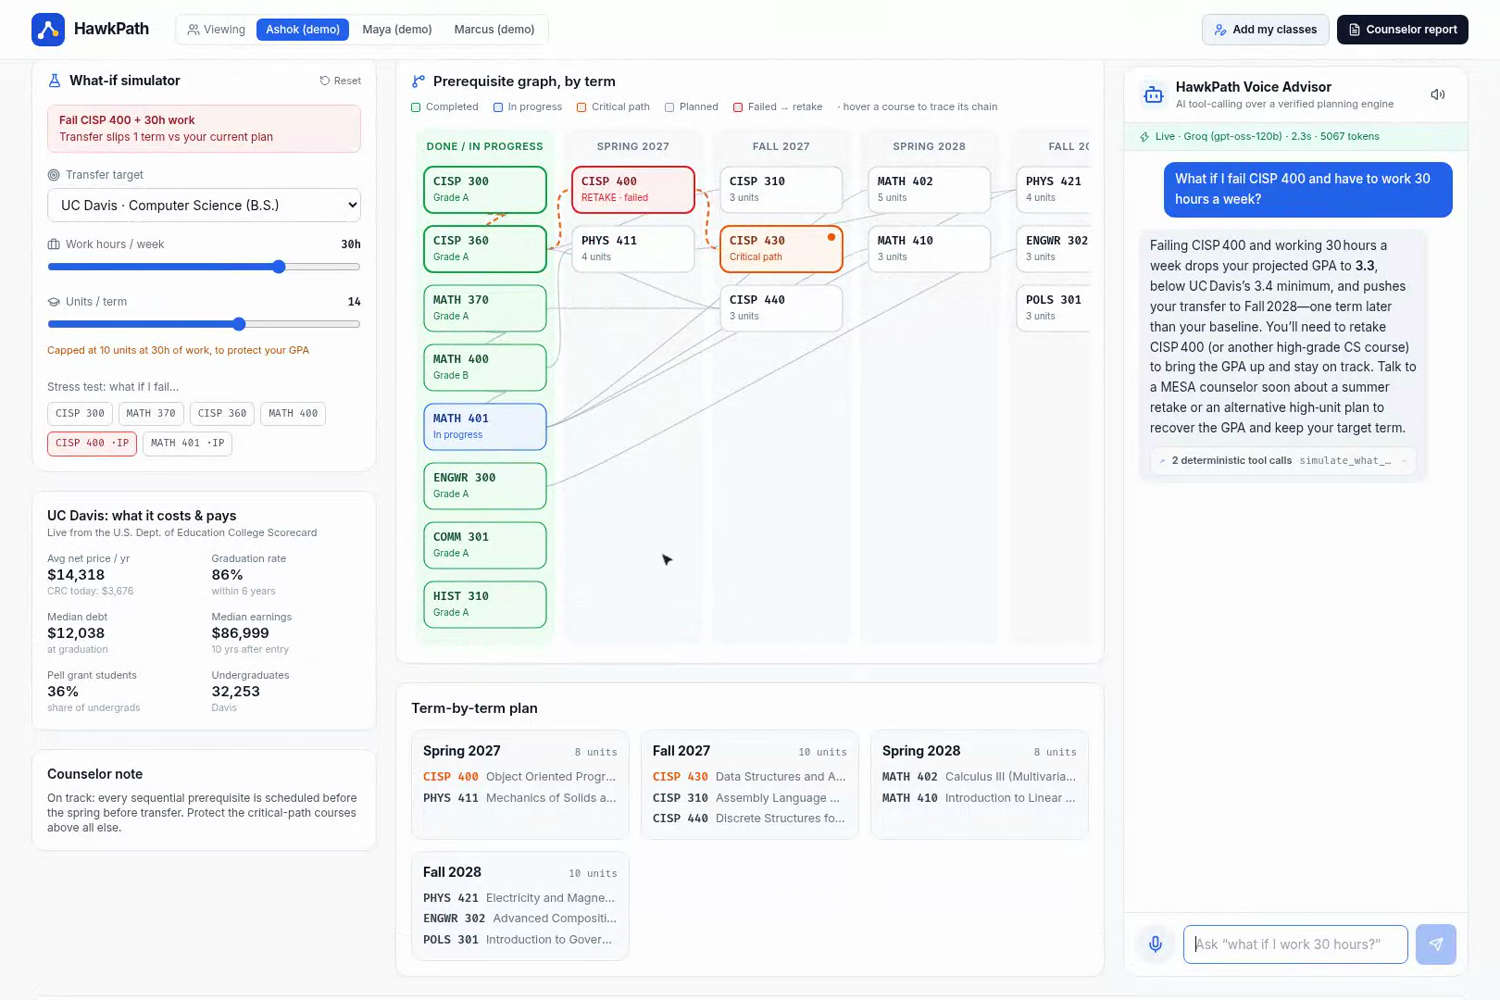 HawkPath
Viewing
Ashok (demo)
Maya (demo)
Marcus (demo)
Add my classes
Counselor report
What-if simulator
Reset
Fail CISP 400 + 30h work
Transfer slips 1 term vs your current plan
Transfer target
UC Davis · Computer Science (B.S.)
Work hours / week
30h
Units / term
14
Capped at 10 units at 30h of work, to protect your GPA
Stress test: what if I fail...
CISP 300
MATH 370
CISP 360
MATH 400
CISP 400 ·IP
MATH 401 ·IP
UC Davis: what it costs & pays
Live from the U.S. Dept. of Education College Scorecard
Avg net price / yr
$14,318
CRC today: $3,676
Graduation rate
86%
within 6 years
Median debt
$12,038
at graduation
Median earnings
$86,999
10 yrs after entry
Pell grant students
36%
share of undergrads
Undergraduates
32,253
Davis
Counselor note
On track: every sequential prerequisite is scheduled before
the spring before transfer. Protect the critical-path courses
above all else.
Prerequisite graph, by term
Completed
In progress
Critical path
Planned
Failed → retake
· hover a course to trace its chain
DONE / IN PROGRESS
CISP 300
Grade A
CISP 360
Grade A
MATH 370
Grade A
MATH 400
Grade B
MATH 401
In progress
ENGWR 300
Grade A
COMM 301
Grade A
HIST 310
Grade A
SPRING 2027
CISP 400
RETAKE · failed
PHYS 411
4 units
FALL 2027
CISP 310
3 units
CISP 430
Critical path
CISP 440
3 units
SPRING 2028
MATH 402
5 units
MATH 410
3 units
FALL 20
PHYS 421
4 units
ENGWR 302
3 units
POLS 301
3 units
Term-by-term plan
Spring 2027
8 units
CISP 400 Object Oriented Progr...
PHYS 411 Mechanics of Solids a...
Fall 2027
10 units
CISP 430 Data Structures and A...
CISP 310 Assembly Language ...
CISP 440 Discrete Structures fo...
Spring 2028
8 units
MATH 402 Calculus III (Multivaria...
MATH 410 Introduction to Linear ...
Fall 2028
10 units
PHYS 421 Electricity and Magne...
ENGWR 302 Advanced Compositi...
POLS 301 Introduction to Gover...
HawkPath Voice Advisor
AI tool-calling over a verified planning engine
Live · Groq (gpt-oss-120b) · 2.3s · 5067 tokens
What if I fail CISP 400 and have to work 30
hours a week?
Failing CISP 400 and working 30 hours a
week drops your projected GPA to 3.3,
below UC Davis’s 3.4 minimum, and pushes
your transfer to Fall 2028—one term later
than your baseline. You’ll need to retake
CISP 400 (or another high-grade CS course)
to bring the GPA up and stay on track. Talk to
a MESA counselor soon about a summer
retake or an alternative high-unit plan to
recover the GPA and keep your target term.
2 deterministic tool calls simulate_what_...
Ask “what if I work 30 hours?”